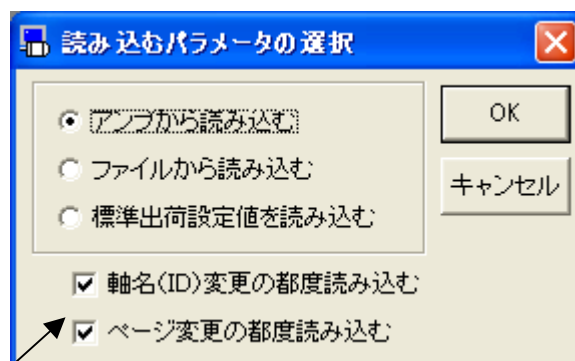 読み込むパラメータの選択
アンプから読み込む
OK
ファイルから読み込む
キャンセル
標準出荷設定値を読み込む
軸名(ID)変更の都度読み込む
ページ変更の都度読み込む